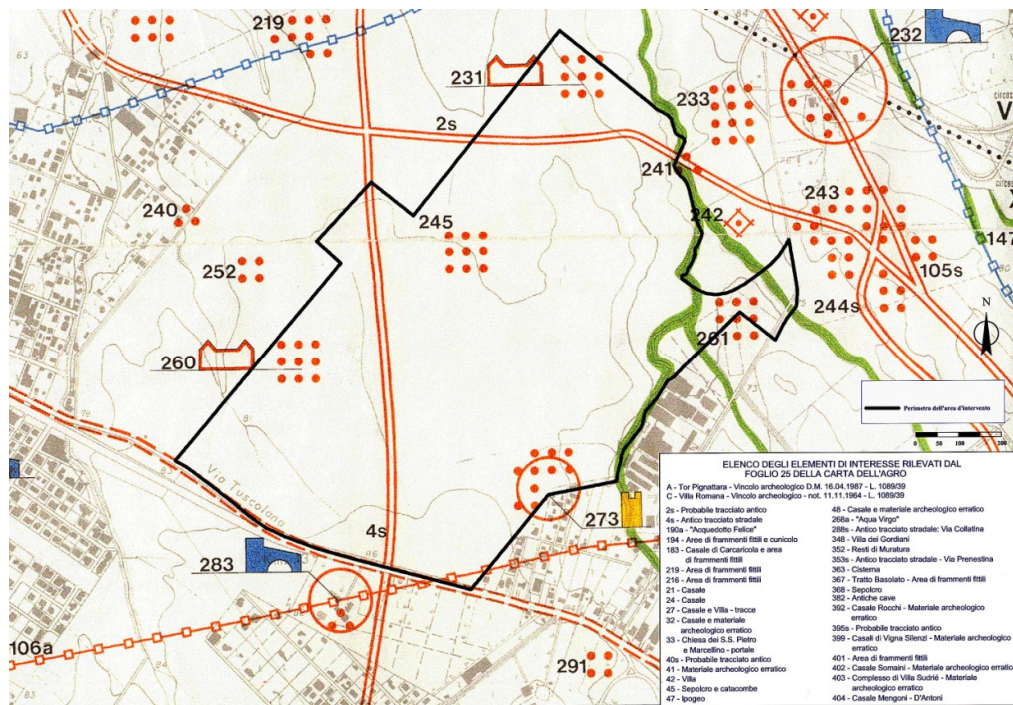 219
232
231
233
2s
V
241
240
245
242
243
252
147
105s
244s
N
260
261
Perimetro dell'area d'intervento
0 50 100 200
Via Tuscolana
4s
273
283
106a
291
ELENCO DEGLI ELEMENTI DI INTERESSE RILEVATI DAL
FOGLIO 25 DELLA CARTA DELL'AGRO
A - Tor Pignattara - Vincolo archeologico D.M. 16.04.1987 - L. 1089/39
C - Villa Romana - Vincolo archeologico - not. 11.11.1964 - L. 1089/39
2s - Probabile tracciato antico
4s - Antico tracciato stradale
190a - "Acquedotto Felice"
194 - Area di frammenti fittili e cunicolo
183 - Casale di Carcaricola e area
di frammenti fittili
219 - Area di frammenti fittili
216 - Area di frammenti fittili
21 - Casale
24 - Casale
27 - Casale e Villa - tracce
32 - Casale e materiale
archeologico erratico
33 - Chiesa dei S.S. Pietro
e Marcellino - portale
40s - Probabile tracciato antico
41 - Materiale archeologico erratico
42 - Villa
45 - Sepolcro e catacombe
47 - Ipogeo
48 - Casale e materiale archeologico erratico
268a - "Aqua Virgo"
288s - Antico tracciato stradale: Via Collatina
348 - Villa dei Gordiani
352 - Resti di Muratura
353s - Antico tracciato stradale - Via Prenestina
363 - Cisterna
367 - Tratto Basolato - Area di frammenti fittili
368 - Sepolcro
382 - Antiche cave
392 - Casale Rocchi - Materiale archeologico
erratico
395s - Probabile tracciato antico
399 - Casali di Vigna Silenzi - Materiale archeologico
erratico
401 - Area di frammenti fittili
402 - Casale Somaini - Materiale archeologico erratico
403 - Complesso di Villa Sudrié - Materiale
archeologico erratico
404 - Casale Mengoni - D'Antoni